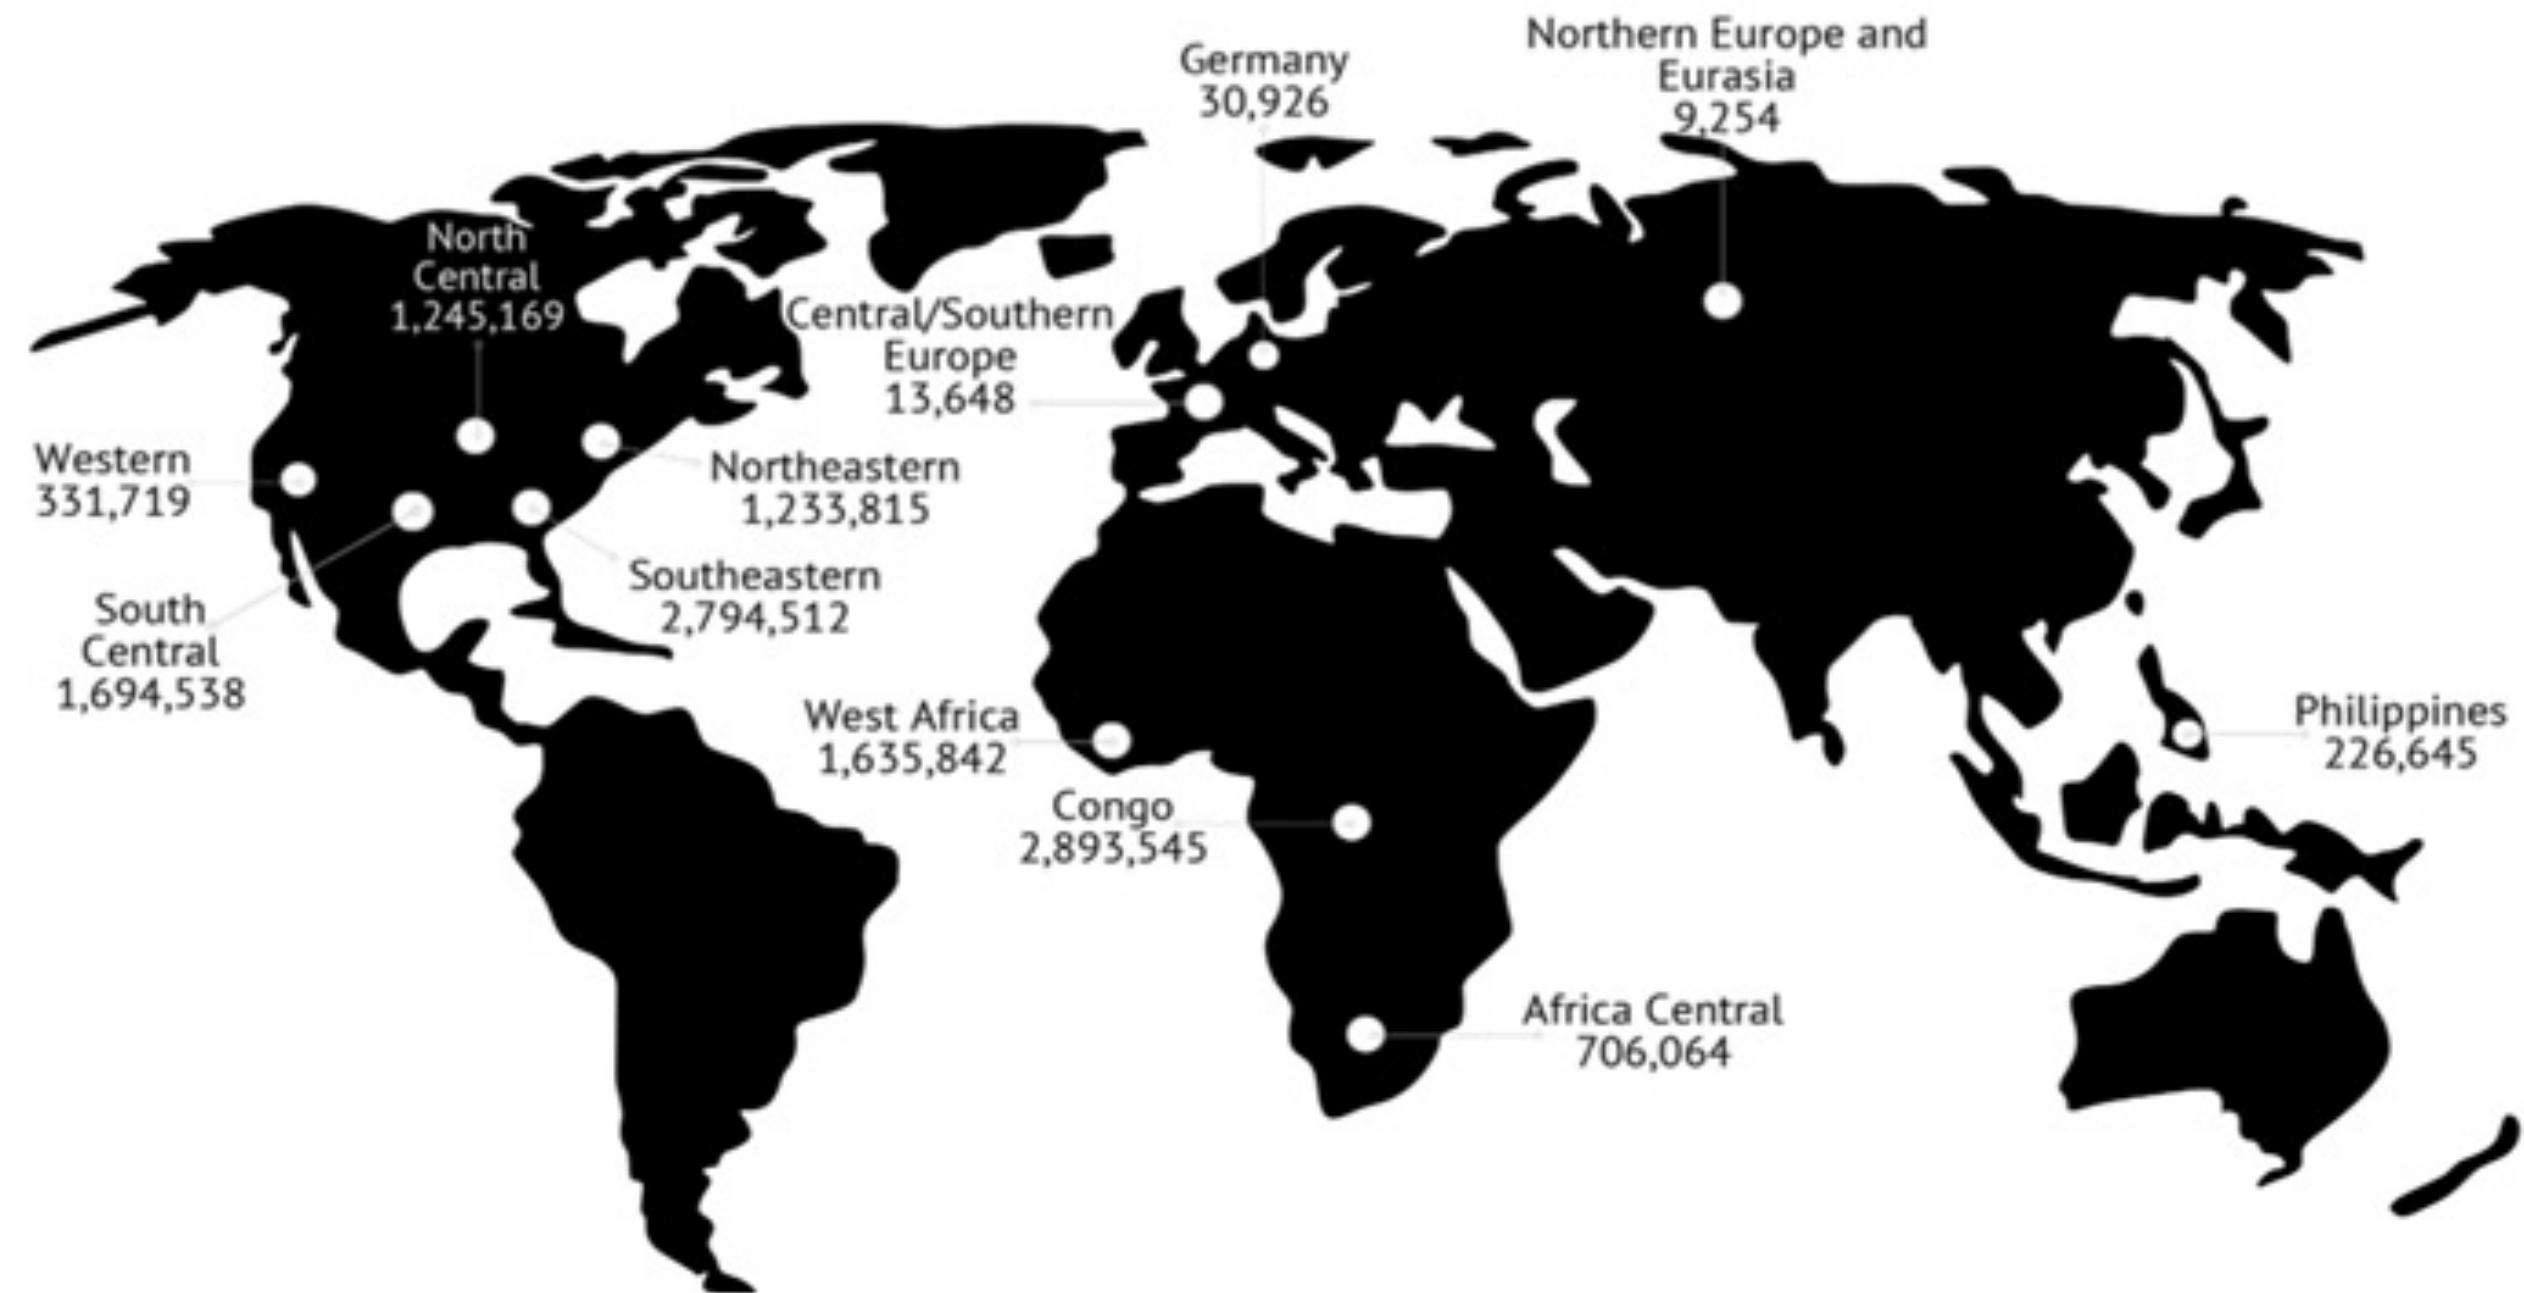 Northern Europe and
Eurasia
9,254
Germany
30,926
North
Central
1,245,169
Central/Southern
Europe
13,648
Western
331,719
Northeastern
1,233,815
Southeastern
2,794,512
South
Central
1,694,538
West Africa
1,635,842
Philippines
226,645
Congo
2,893,545
Africa Central
706,064